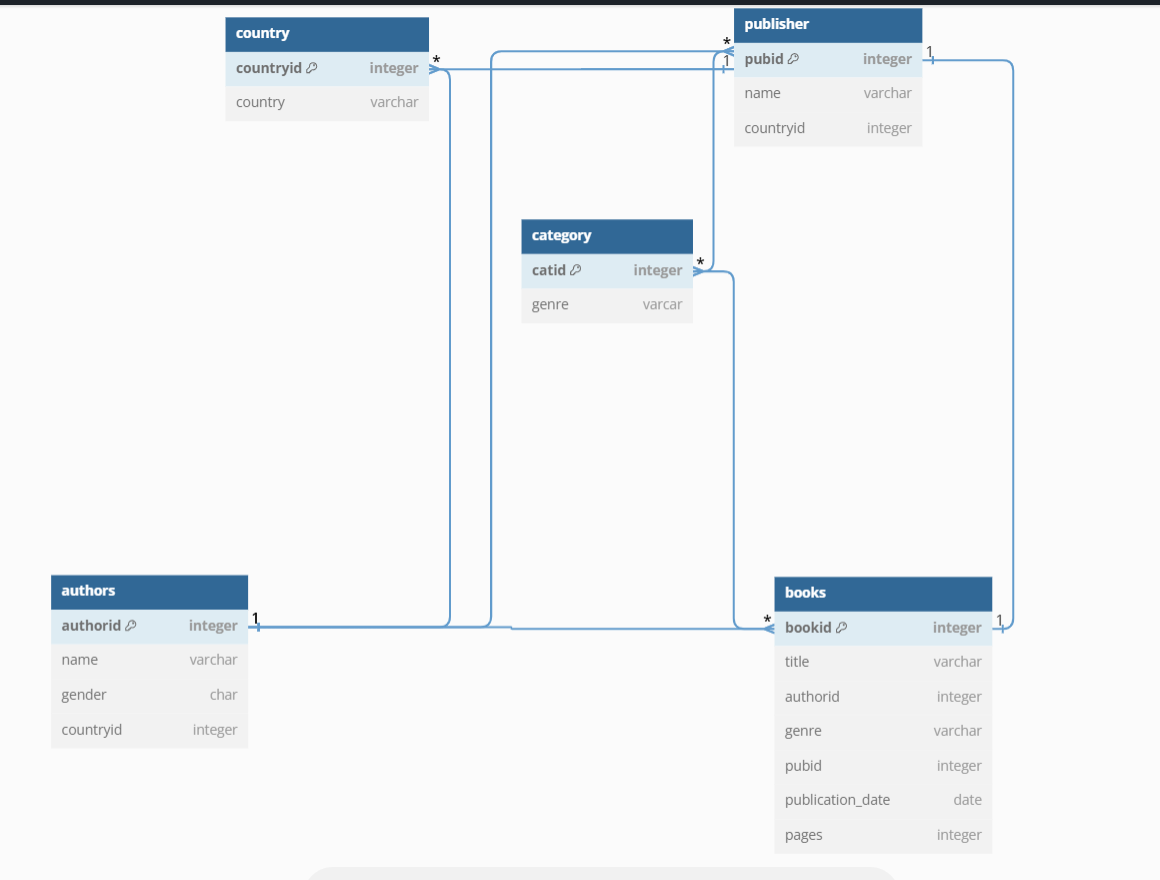 country
countryid integer
country varchar
*
*
1
publisher
pubid integer
name varchar
countryid integer
1
category
catid integer
genre varcar
*
authors
authorid integer
name varchar
gender char
countryid integer
1
*
books
bookid integer
title varchar
authorid integer
genre varchar
pubid integer
publication_date date
pages integer
1